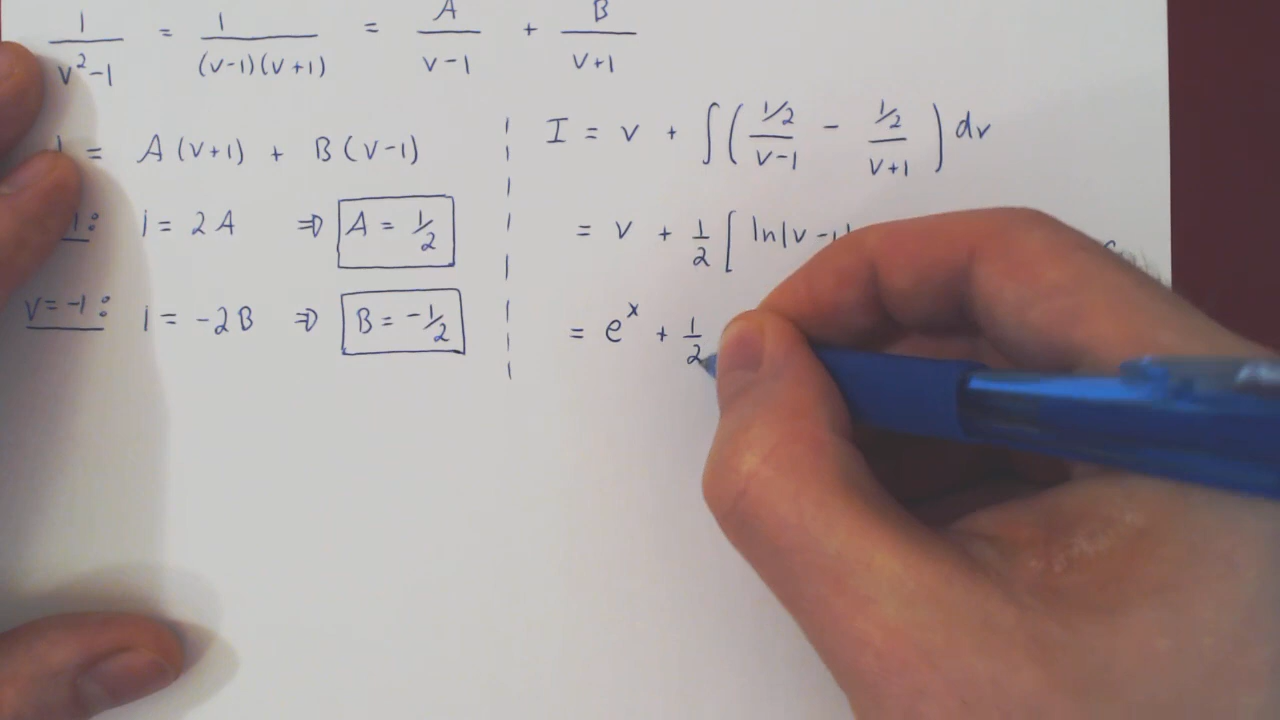 1/(v²-1) = 1/((v-1)(v+1)) = A/(v-1) + B/(v+1)
= A(v+1) + B(v-1)
1 = 2A ⇒ A = 1/2
v=-1: 1 = -2B ⇒ B = -1/2
I = v + ∫( (1/2)/(v-1) - (1/2)/(v+1) ) dv
= v + 1/2 [ ln|v-1|
= e^x + 1/2